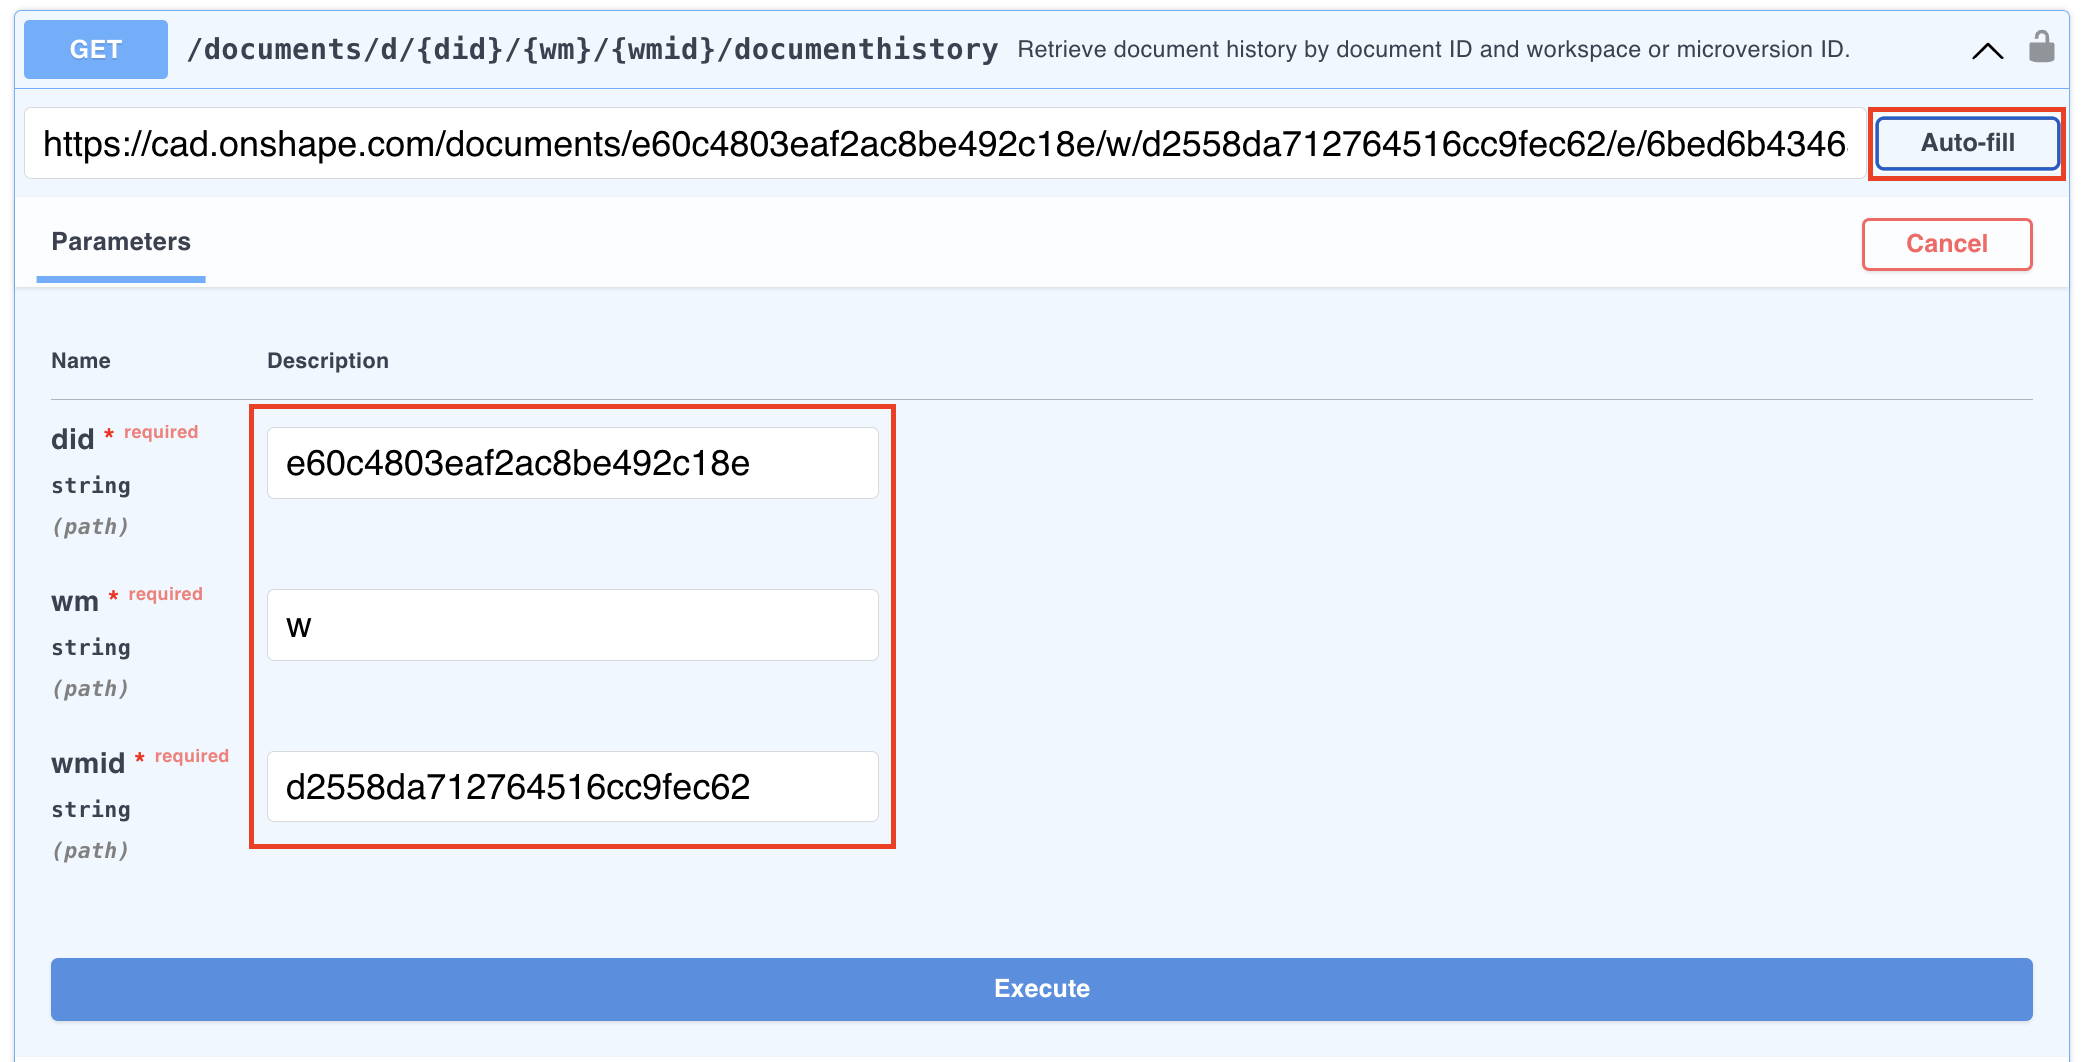 GET /documents/d/{did}/{wm}/{wmid}/documenthistory Retrieve document history by document ID and workspace or microversion ID.
https://cad.onshape.com/documents/e60c4803eaf2ac8be492c18e/w/d2558da712764516cc9fec62/e/6bed6b4346 Auto-fill
Parameters Cancel
Name Description
did * required
string
(path)
e60c4803eaf2ac8be492c18e
wm * required
string
(path)
w
wmid * required
string
(path)
d2558da712764516cc9fec62
Execute